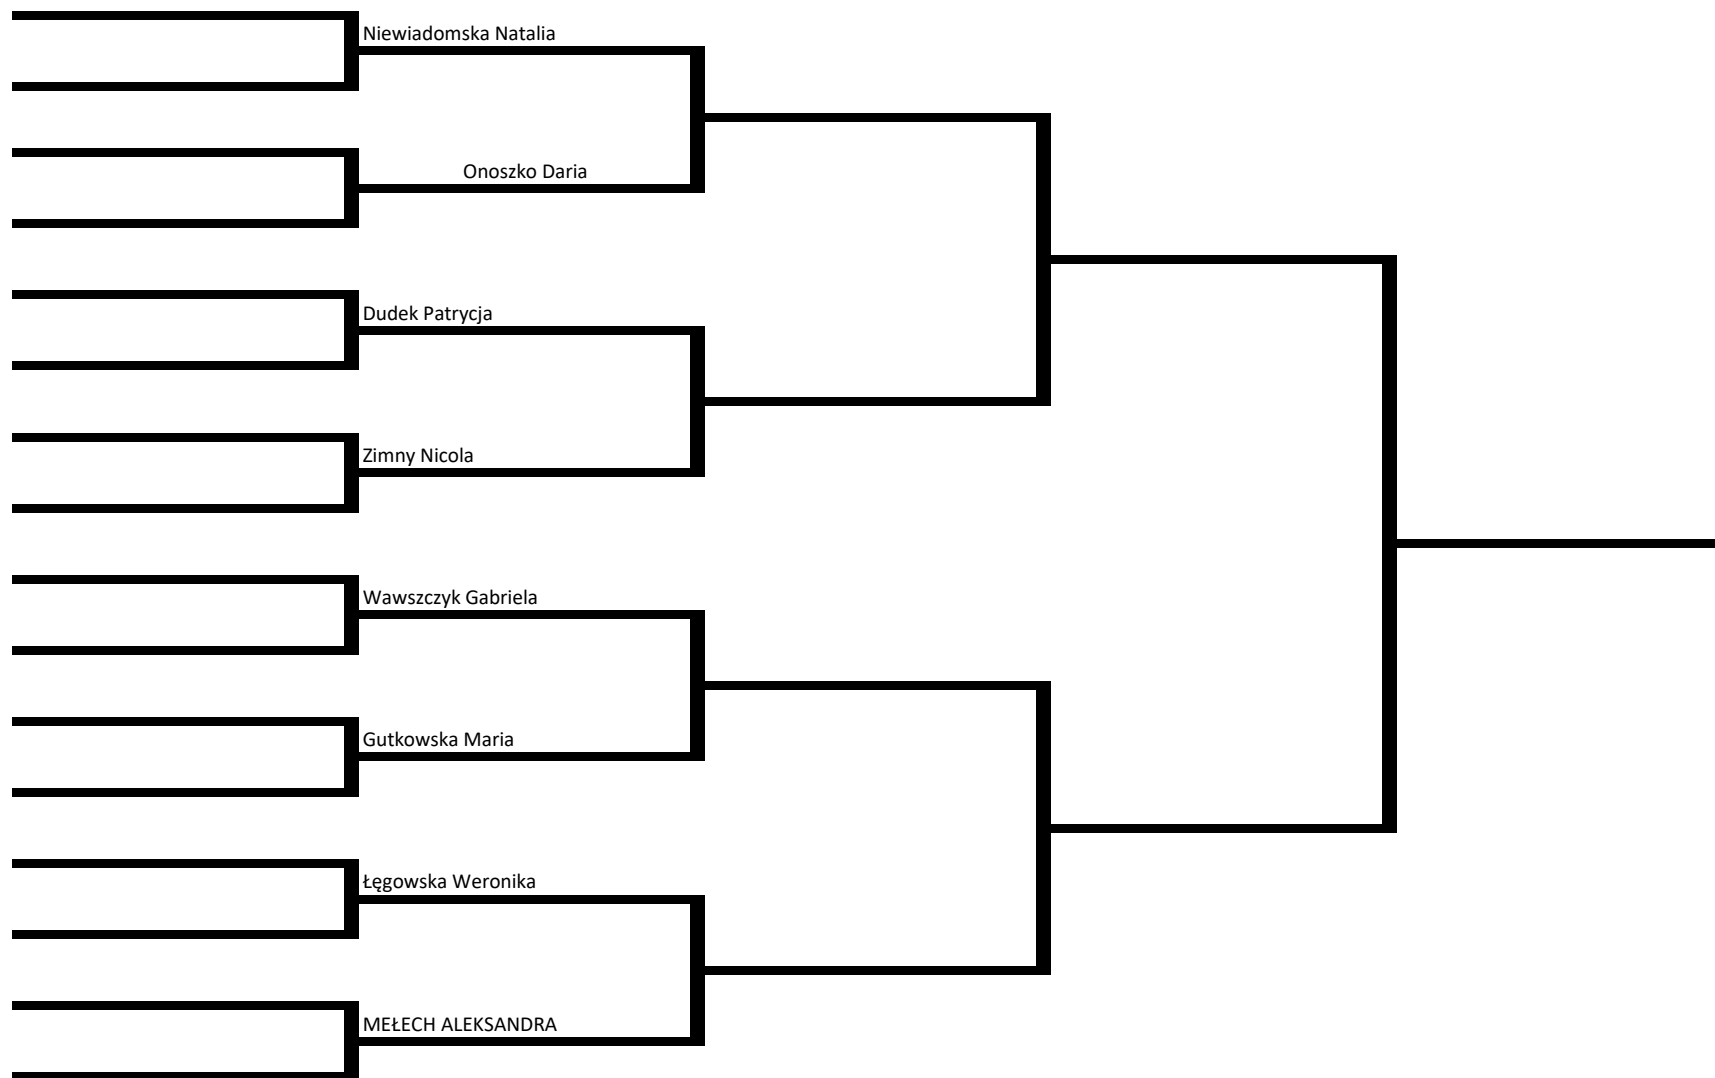 Niewiadomska Natalia
Onoszko Daria
Dudek Patrycja
Zimny Nicola
Wawszczyk Gabriela
Gutkowska Maria
Łęgowska Weronika
MEŁECH ALEKSANDRA